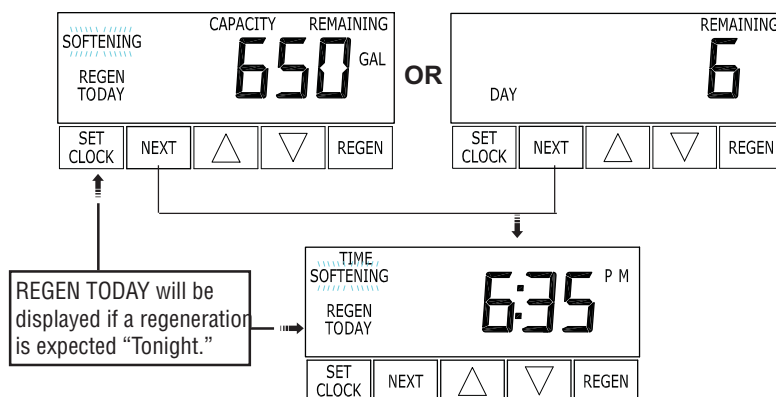 CAPACITY REMAINING
SOFTENING
650 GAL
REGEN
TODAY
SET
CLOCK
NEXT
REGEN
OR
REMAINING
6
DAY
SET
CLOCK
NEXT
REGEN
REGEN TODAY will be
displayed if a regeneration
is expected “Tonight.”
TIME
SOFTENING
6:35 PM
REGEN
TODAY
SET
CLOCK
NEXT
REGEN